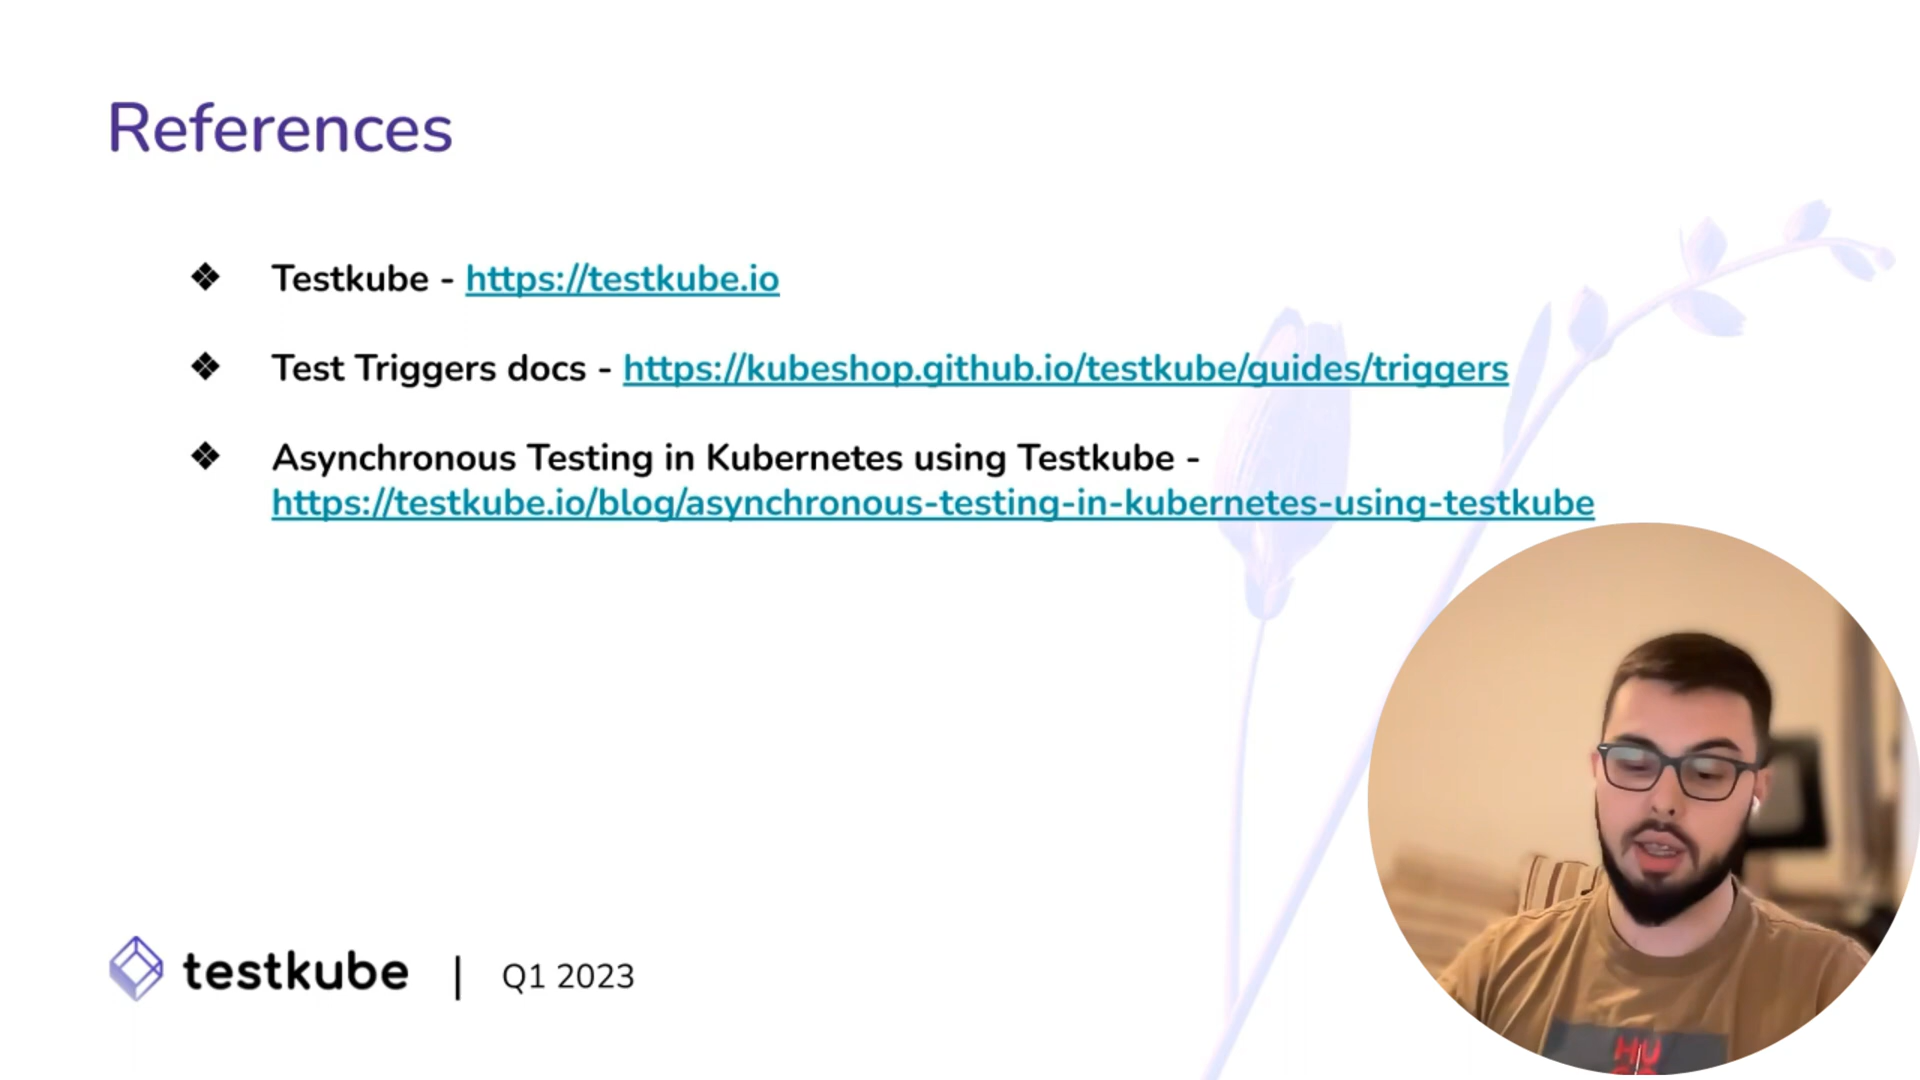 References
❖ Testkube - https://testkube.io
❖ Test Triggers docs - https://kubeshop.github.io/testkube/guides/triggers
❖ Asynchronous Testing in Kubernetes using Testkube -
https://testkube.io/blog/asynchronous-testing-in-kubernetes-using-testkube
testkube | Q1 2023
HU